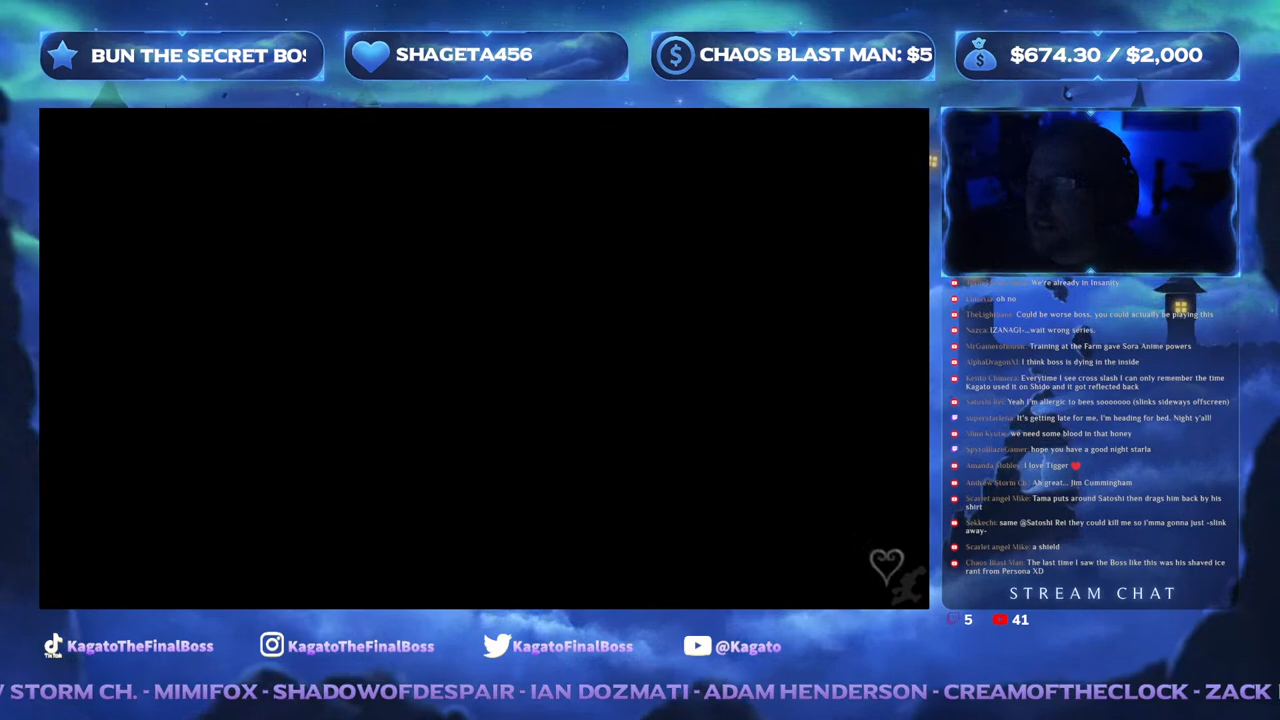 BUN THE SECRET BOS
SHAGETA456
CHAOS BLAST MAN: $5
$674.30 / $2,000
We're already in Insanity
oh no
TheLightbane: Could be worse boss, you could actually be playing this
Nazca: IZANAGI-...wait wrong series.
Training at the Farm gave Sora Anime powers
AlphaDragonXI: I think boss is dying in the inside
Everytime I see cross slash I can only remember the time
Kagato used it on Shido and it got reflected back
Satoshi Rei: Yeah I'm allergic to bees sooooooo (slinks sideways offscreen)
superstarlena: It's getting late for me, I'm heading for bed. Night y'all!
we need some blood in that honey
SpyroBlazeGamer: hope you have a good night starla
Amanda Mobley: I love Tigger ❤
Andrew Storm Ch.: Ah great... Jim Cummingham
Scarlet angel Mike: Tama puts around Satoshi then drags him back by his
shirt
Sekkechi: same @Satoshi Rei they could kill me so i'mma gonna just -slink
away-
Scarlet angel Mike: a shield
Chaos Blast Man: The last time I saw the Boss like this was his shaved ice
rant from Persona XD
STREAM CHAT
5 41
KagatoTheFinalBoss KagatoTheFinalBoss KagatoFinalBoss @Kagato
STORM CH. - MIMIFOX - SHADOWOFDESPAIR - IAN DOZMATI - ADAM HENDERSON - CREAMOFTHECLOCK - ZACK